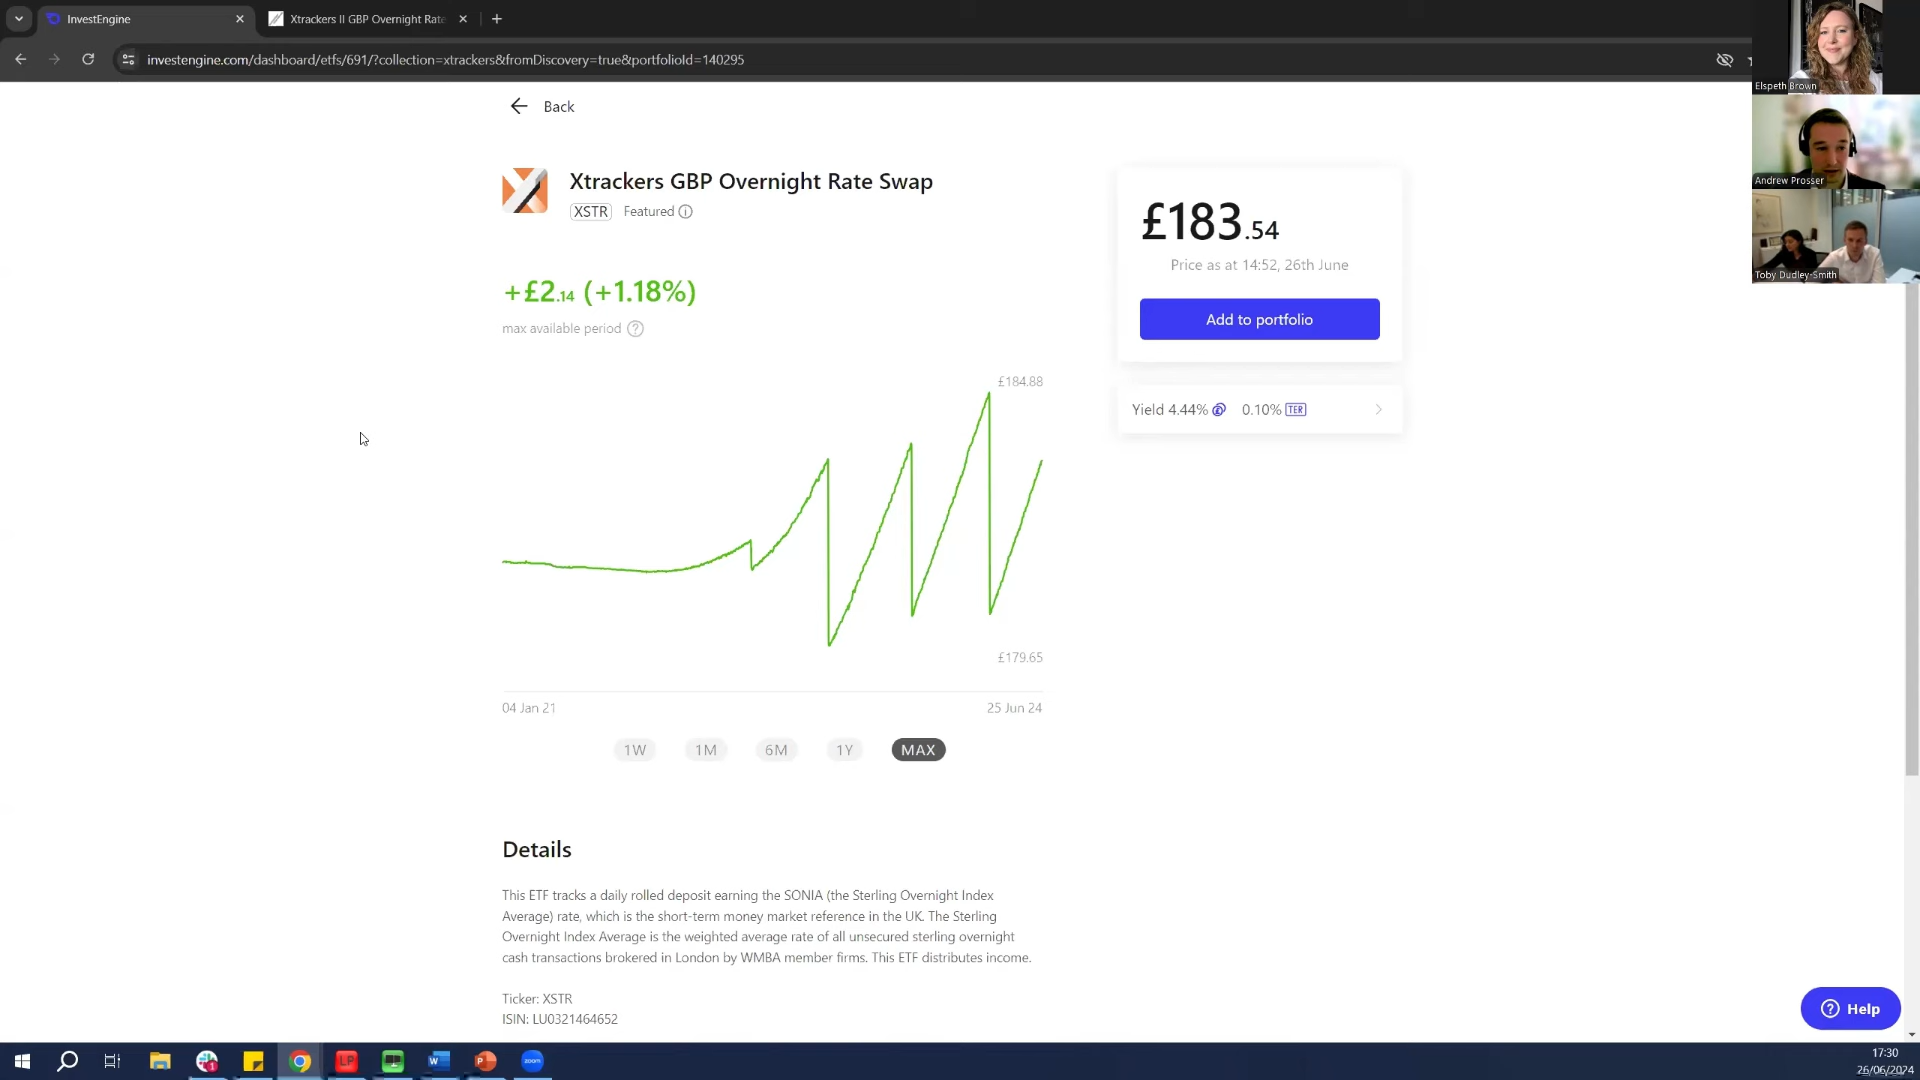 InvestEngine
Xtrackers II GBP Overnight Rate
investengine.com/dashboard/etfs/691/?collection=xtrackers&fromDiscovery=true&portfolioId=140295
Elspeth Brown
Andrew Prosser
Toby Dudley-Smith
Back
Xtrackers GBP Overnight Rate Swap
XSTR Featured
+£2.14 (+1.18%)
max available period
£184.88
£179.65
04 Jan 21 25 Jun 24
1W 1M 6M 1Y MAX
£183.54
Price as at 14:52, 26th June
Add to portfolio
Yield 4.44% 0.10% TER
Details
This ETF tracks a daily rolled deposit earning the SONIA (the Sterling Overnight Index
Average) rate, which is the short-term money market reference in the UK. The Sterling
Overnight Index Average is the weighted average rate of all unsecured sterling overnight
cash transactions brokered in London by WMBA member firms. This ETF distributes income.
Ticker: XSTR
ISIN: LU0321464652
Help
1
LP
W
P
zoom
17:30
26/06/2024